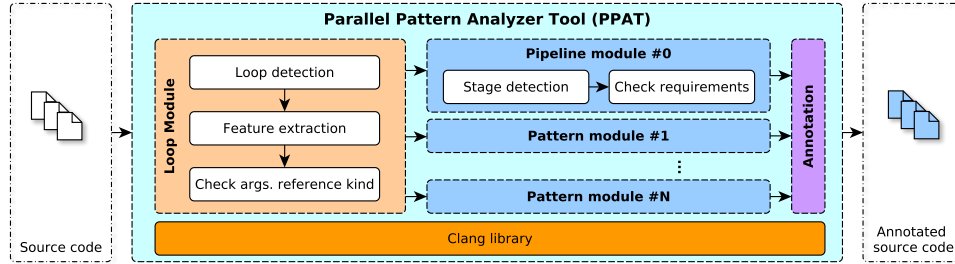 Parallel Pattern Analyzer Tool (PPAT)
Source code
Loop Module
Loop detection
Feature extraction
Check args. reference kind
Pipeline module #0
Stage detection
Check requirements
Pattern module #1
...
Pattern module #N
Annotation
Clang library
Annotated
source code